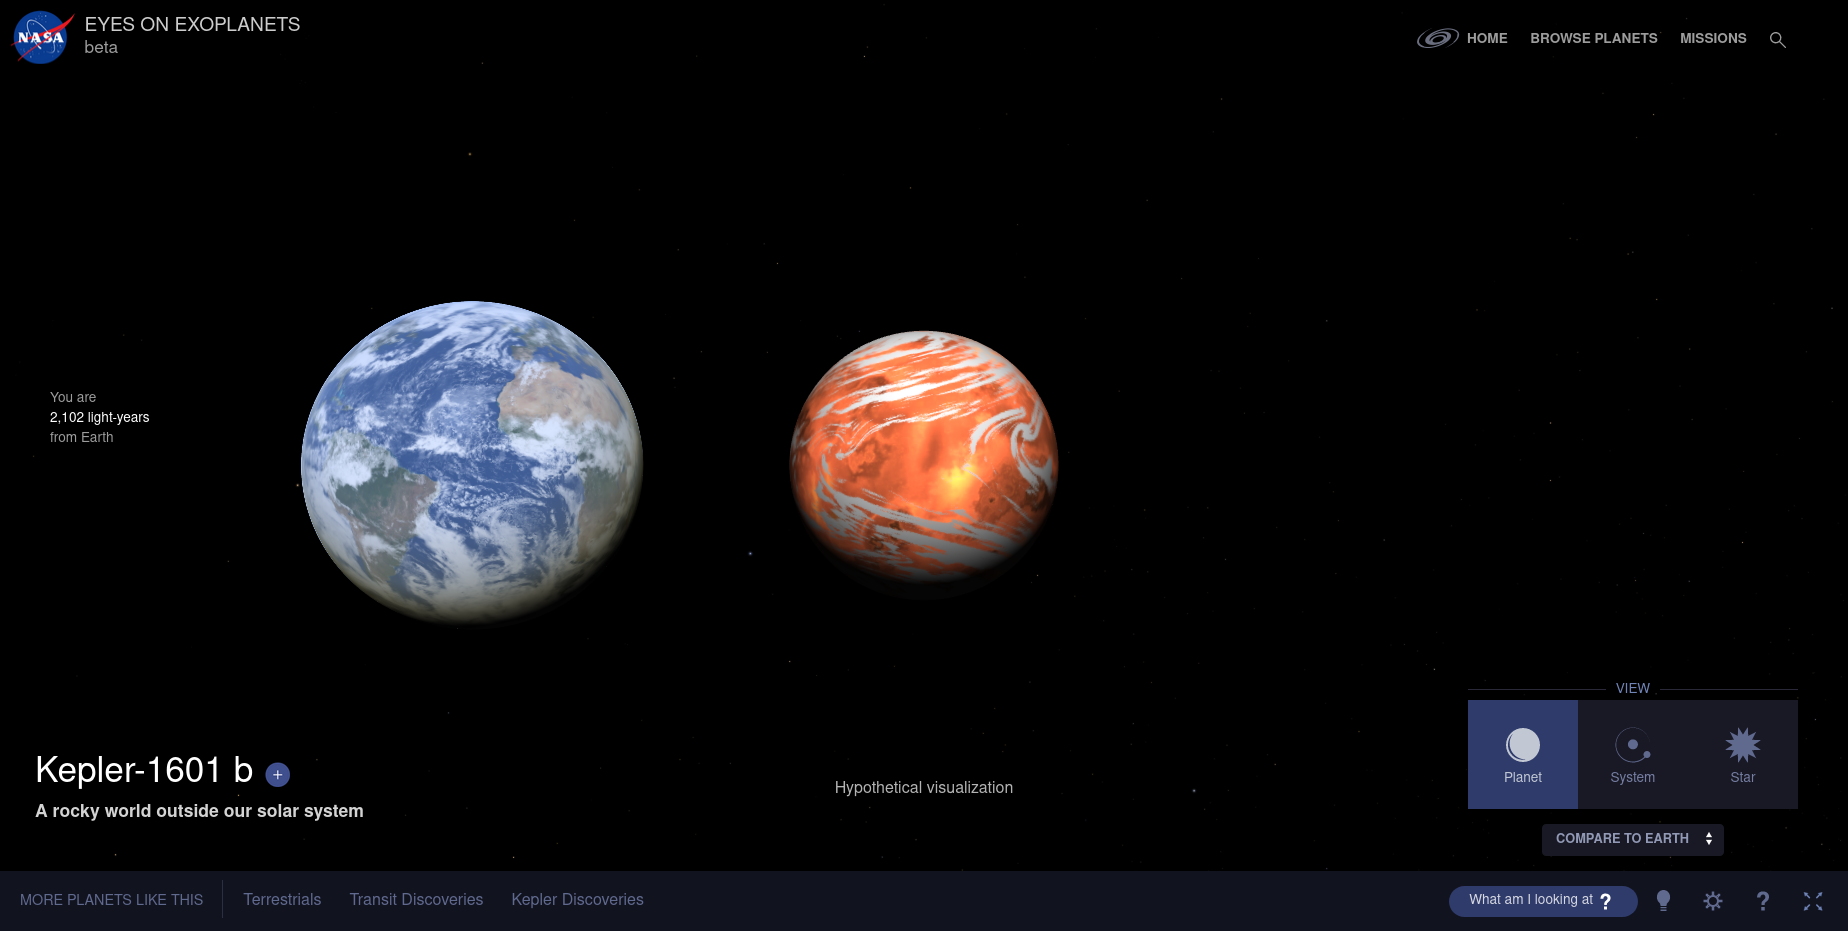 NASA
EYES ON EXOPLANETS
beta
HOME BROWSE PLANETS MISSIONS
You are
2,102 light-years
from Earth
Kepler-1601 b +
A rocky world outside our solar system
Hypothetical visualization
VIEW
Planet System Star
COMPARE TO EARTH
MORE PLANETS LIKE THIS Terrestrials Transit Discoveries Kepler Discoveries
What am I looking at ? ?